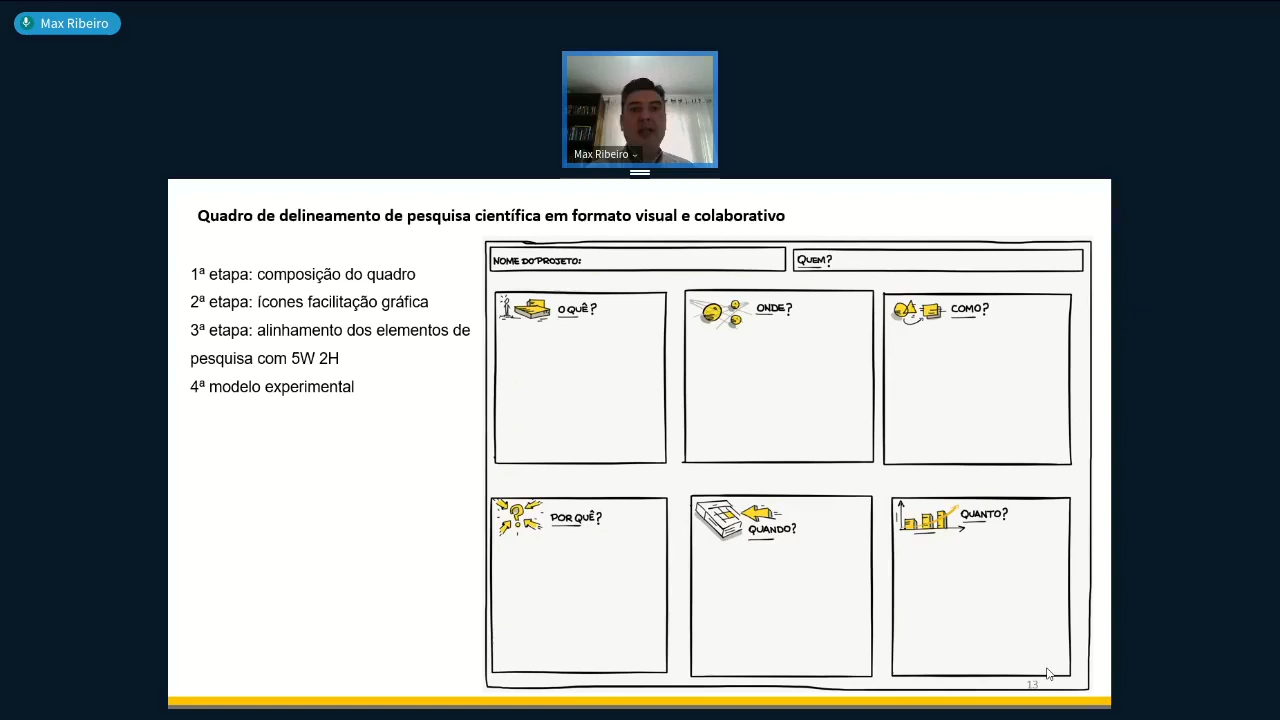 Max Ribeiro
Max Ribeiro
Quadro de delineamento de pesquisa científica em formato visual e colaborativo
1ª etapa: composição do quadro
2ª etapa: ícones facilitação gráfica
3ª etapa: alinhamento dos elementos de
pesquisa com 5W 2H
4ª modelo experimental
NOME DO PROJETO:
QUEM?
O QUÊ?
ONDE?
COMO?
POR QUÊ?
QUANDO?
QUANTO?
13